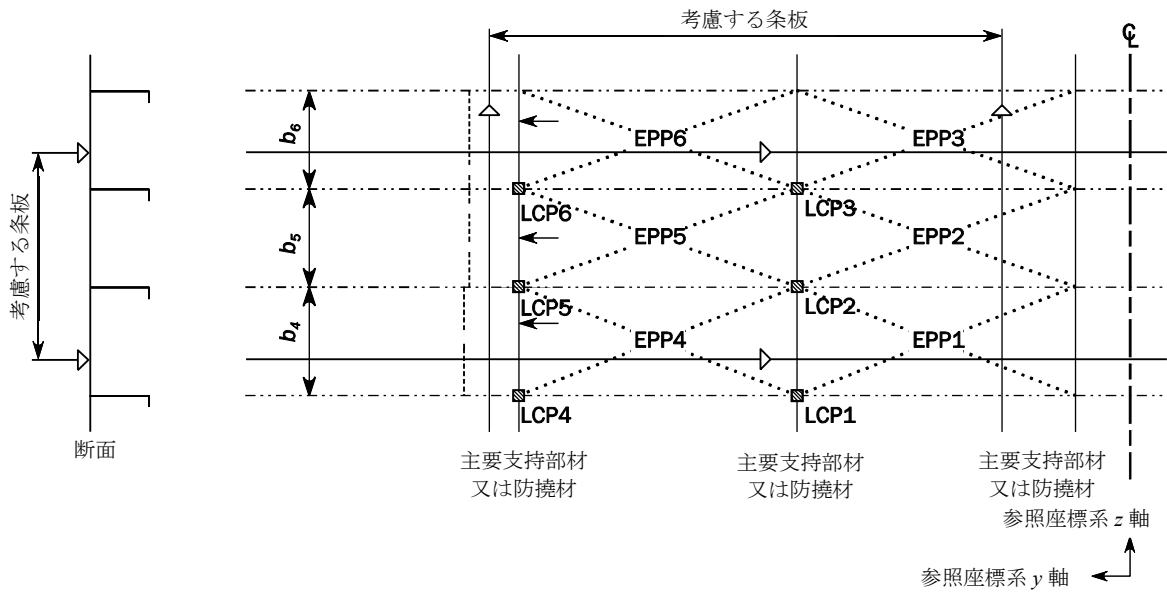 考慮する条板
℄
b6
EPP6
EPP3
考慮する条板
LCP6
LCP3
b5
EPP5
EPP2
LCP5
LCP2
b4
EPP4
EPP1
LCP4
LCP1
断面
主要支持部材
又は防撓材
主要支持部材
又は防撓材
主要支持部材
又は防撓材
参照座標系 z 軸
参照座標系 y 軸